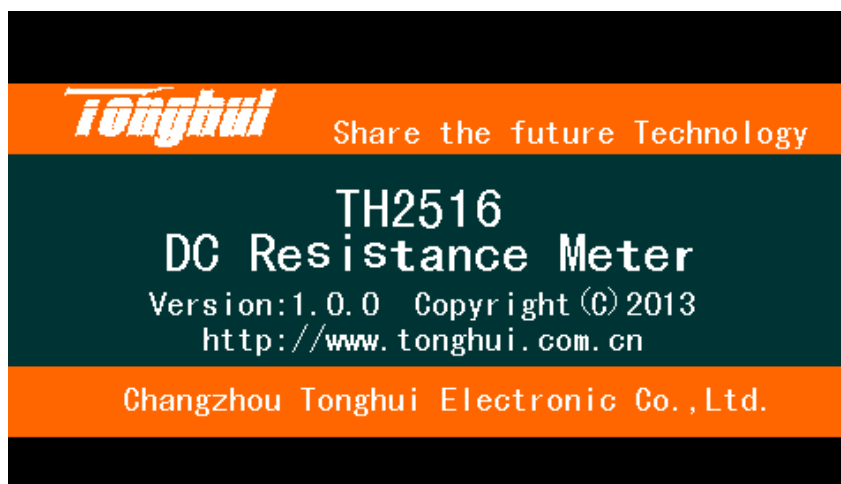 Tonghui Share the future Technology
TH2516
DC Resistance Meter
Version:1.0.0 Copyright(C)2013
http://www.tonghui.com.cn
Changzhou Tonghui Electronic Co.,Ltd.